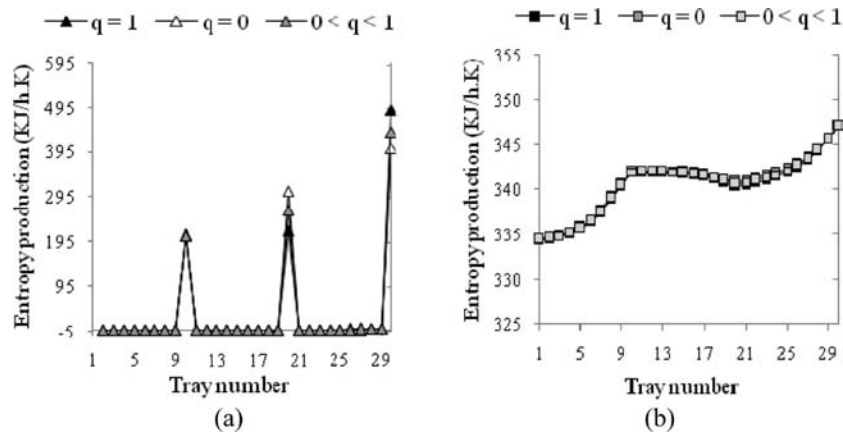 q = 1 q = 0 0 < q < 1
Entropy production (KJ/h.K)
595
495
395
295
195
95
-5
1 5 9 13 17 21 25 29
Tray number
(a)
q = 1 q = 0 0 < q < 1
Entropy production (KJ/h.K)
355
350
345
340
335
330
325
1 5 9 13 17 21 25 29
Tray number
(b)